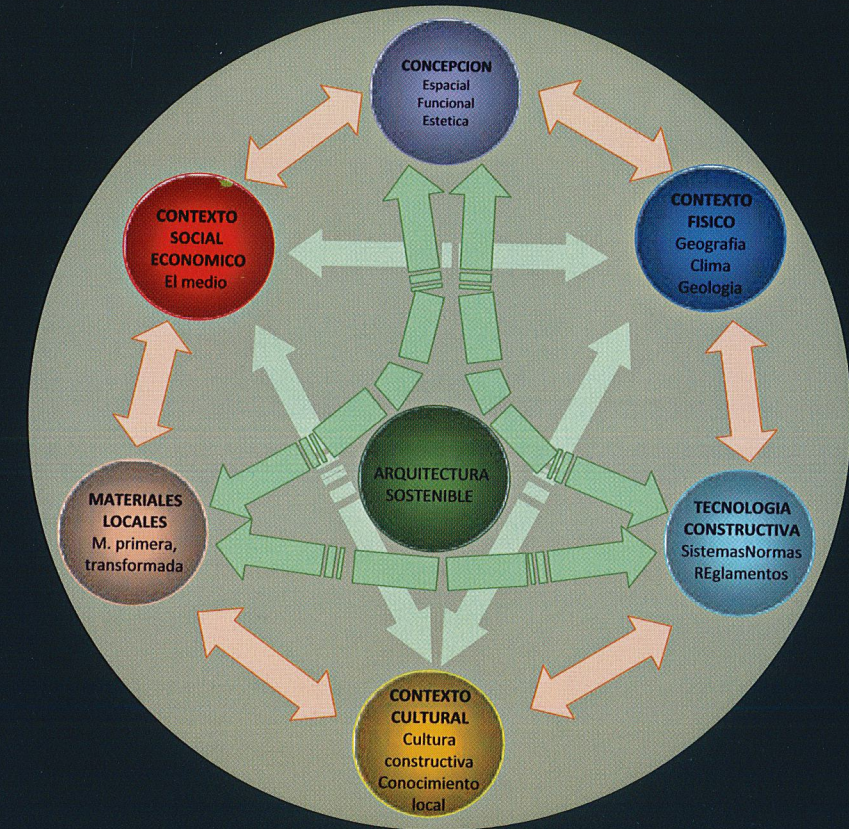 CONCEPCION
Espacial
Funcional
Estetica
CONTEXTO
SOCIAL
ECONOMICO
El medio
CONTEXTO
FISICO
Geografia
Clima
Geologia
ARQUITECTURA
SOSTENIBLE
MATERIALES
LOCALES
M. primera,
transformada
TECNOLOGIA
CONSTRUCTIVA
SistemasNormas
REglamentos
CONTEXTO
CULTURAL
Cultura
constructiva
Conocimiento
local